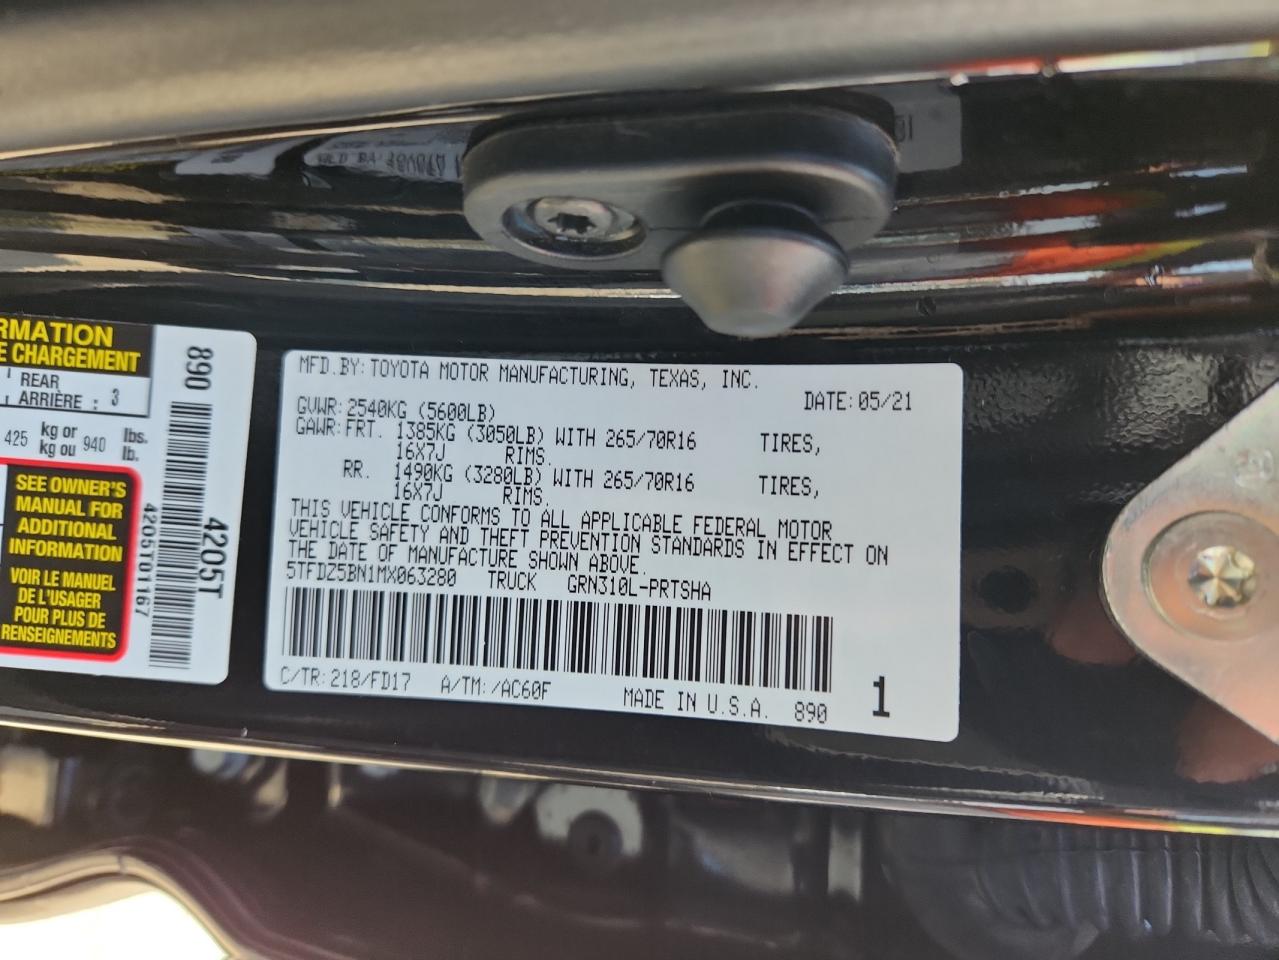 RMATION
E CHARGEMENT
REAR
ARRIÈRE : 3
425 kg or 940 lbs.
kg ou lb.
SEE OWNER'S
MANUAL FOR
ADDITIONAL
INFORMATION
VOIR LE MANUEL
DE L'USAGER
POUR PLUS DE
RENSEIGNEMENTS
890
4205T
4205T01167
MFD.BY: TOYOTA MOTOR MANUFACTURING, TEXAS, INC.
DATE: 05/21
GVWR: 2540KG (5600LB)
GAWR: FRT. 1385KG (3050LB) WITH 265/70R16 TIRES,
16X7J RIMS.
RR. 1490KG (3280LB) WITH 265/70R16 TIRES,
16X7J RIMS.
THIS VEHICLE CONFORMS TO ALL APPLICABLE FEDERAL MOTOR
VEHICLE SAFETY AND THEFT PREVENTION STANDARDS IN EFFECT ON
THE DATE OF MANUFACTURE SHOWN ABOVE.
5TFDZ5BN1MX063280 TRUCK GRN310L-PRTSHA
C/TR: 218/FD17 A/TM: /AC60F MADE IN U.S.A. 890
1